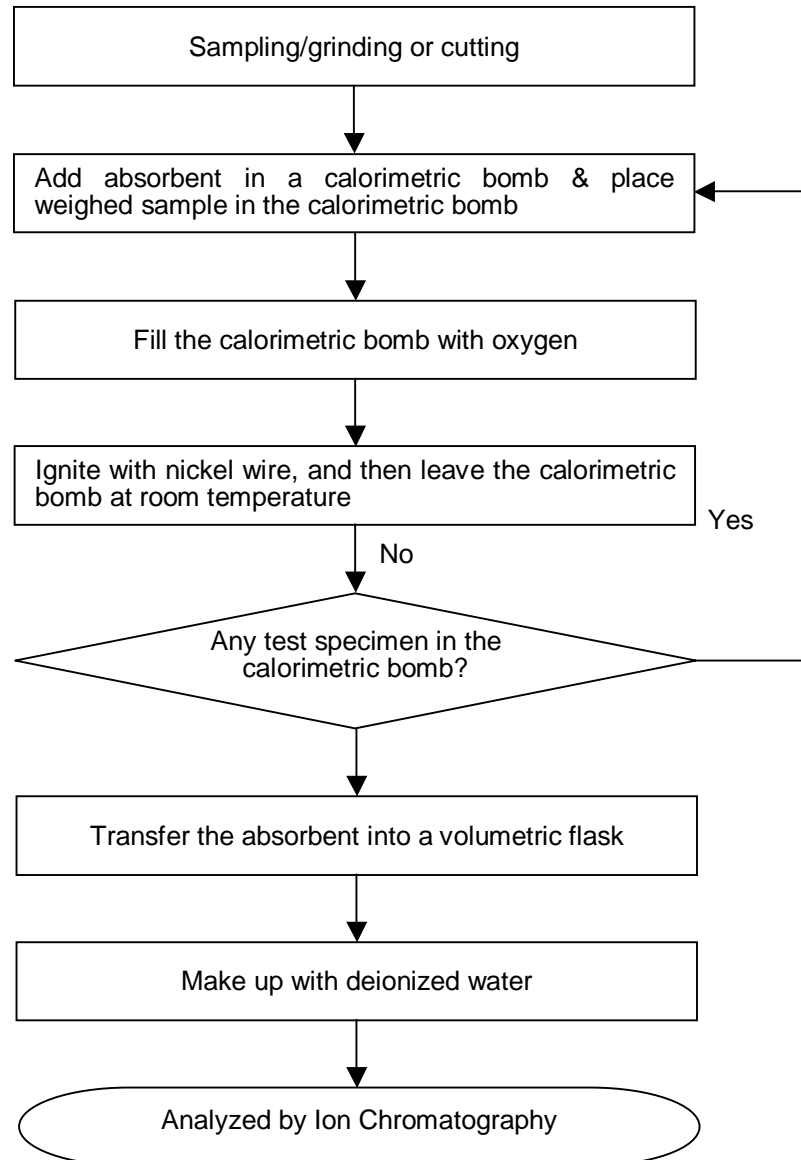 Sampling/grinding or cutting
Add absorbent in a calorimetric bomb & place
weighed sample in the calorimetric bomb
Fill the calorimetric bomb with oxygen
Ignite with nickel wire, and then leave the calorimetric
bomb at room temperature
Yes
No
Any test specimen in the
calorimetric bomb?
Transfer the absorbent into a volumetric flask
Make up with deionized water
Analyzed by Ion Chromatography